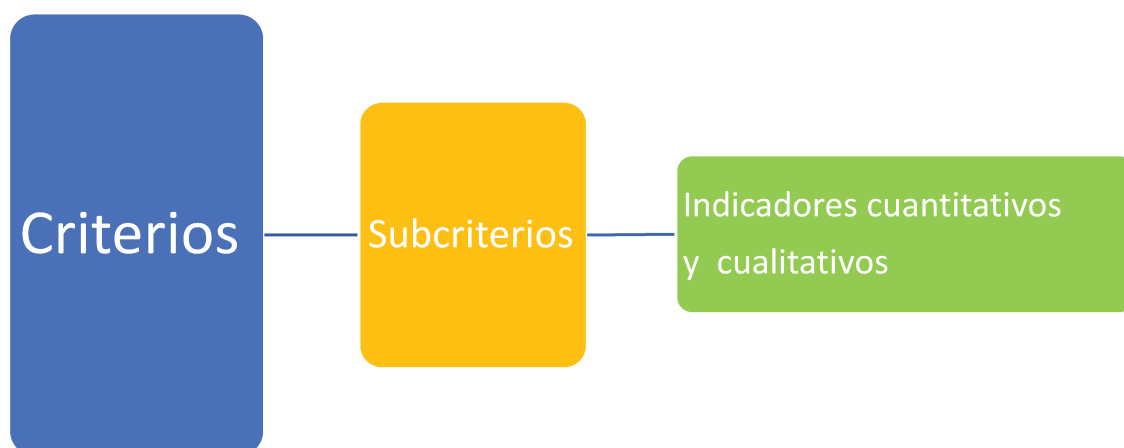 Criterios
Subcriterios
Indicadores cuantitativos
y cualitativos